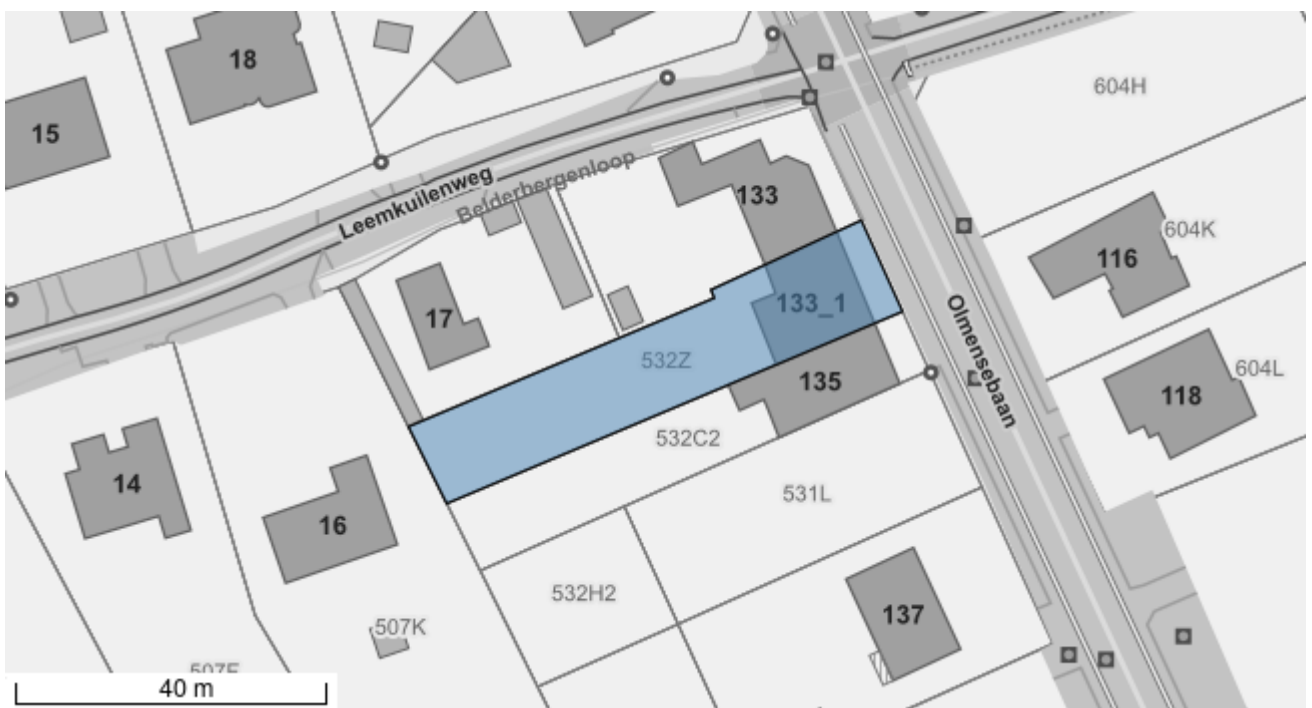 18
604H
15
Leemkuilenweg
Belderbergenloop
133
604K
116
17
133_1
Olmensebaan
532Z
604L
135
118
532C2
14
531L
16
532H2
137
507K
507F
40 m